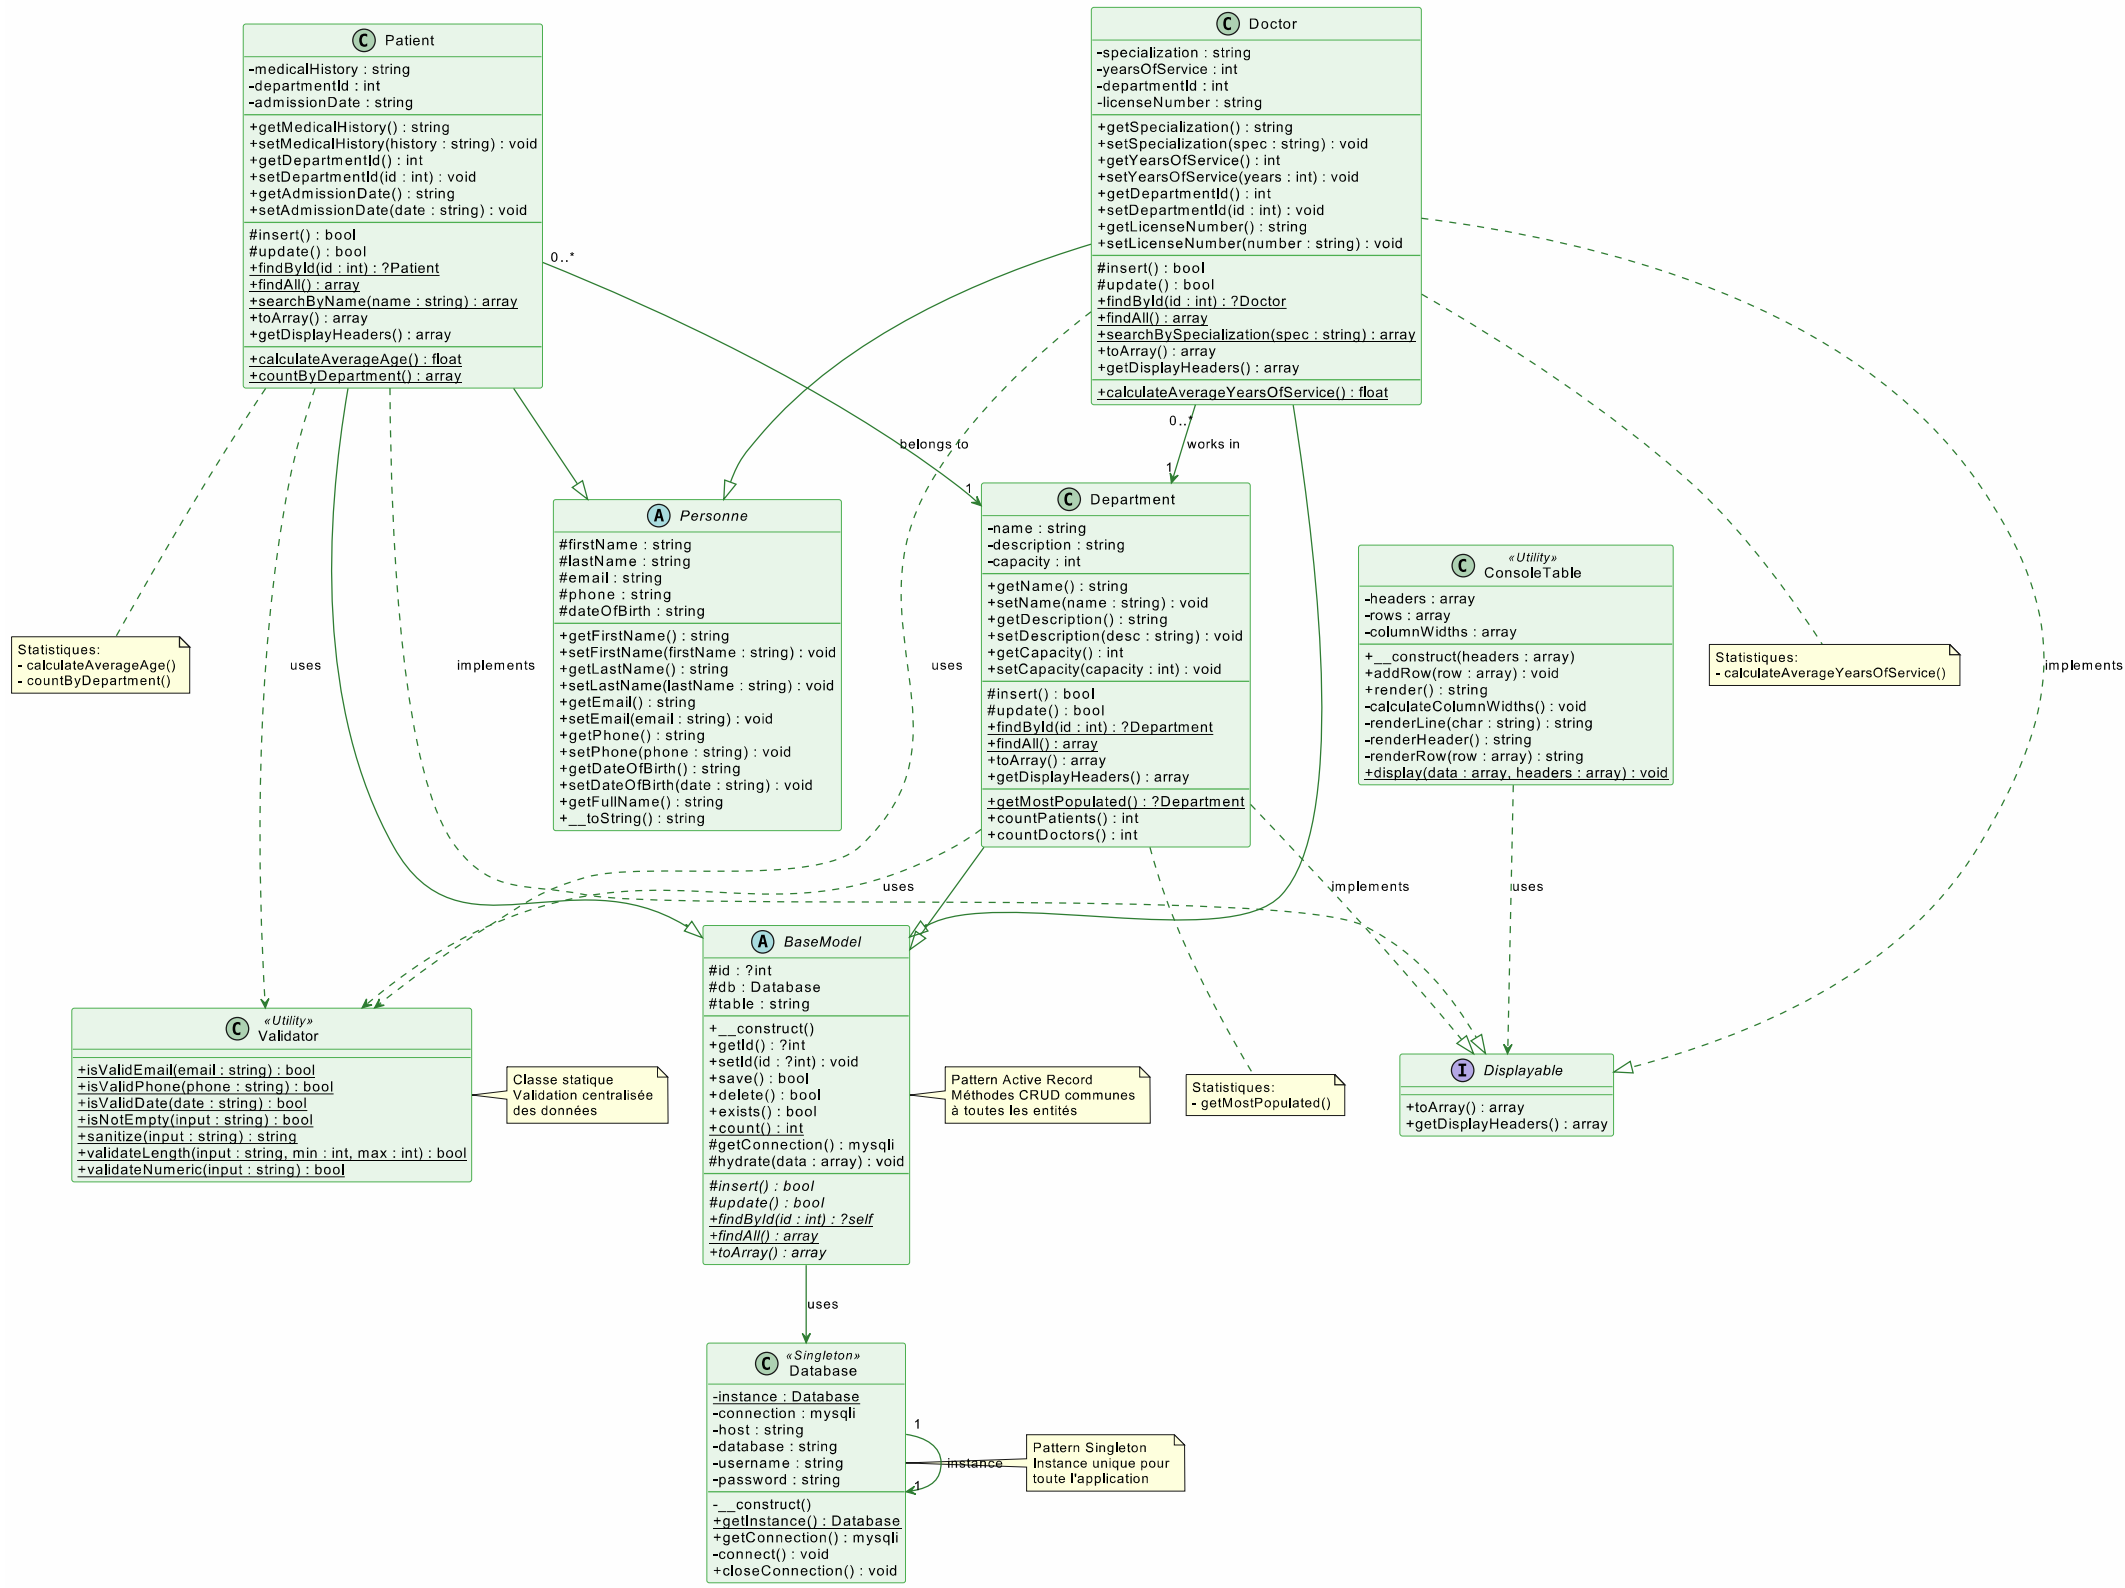 C Patient
-medicalHistory : string
-departmentId : int
-admissionDate : string
+getMedicalHistory() : string
+setMedicalHistory(history : string) : void
+getDepartmentId() : int
+setDepartmentId(id : int) : void
+getAdmissionDate() : string
+setAdmissionDate(date : string) : void
#insert() : bool
#update() : bool
+findById(id : int) : ?Patient
+findAll() : array
+searchByName(name : string) : array
+toArray() : array
+getDisplayHeaders() : array
+calculateAverageAge() : float
+countByDepartment() : array
C Doctor
-specialization : string
-yearsOfService : int
-departmentId : int
-licenseNumber : string
+getSpecialization() : string
+setSpecialization(spec : string) : void
+getYearsOfService() : int
+setYearsOfService(years : int) : void
+getDepartmentId() : int
+setDepartmentId(id : int) : void
+getLicenseNumber() : string
+setLicenseNumber(number : string) : void
#insert() : bool
#update() : bool
+findById(id : int) : ?Doctor
+findAll() : array
+searchBySpecialization(spec : string) : array
+toArray() : array
+getDisplayHeaders() : array
+calculateAverageYearsOfService() : float
0..*
belongs to
1
0..*
works in
1
A Personne
#firstName : string
#lastName : string
#email : string
#phone : string
#dateOfBirth : string
+getFirstName() : string
+setFirstName(firstName : string) : void
+getLastName() : string
+setLastName(lastName : string) : void
+getEmail() : string
+setEmail(email : string) : void
+getPhone() : string
+setPhone(phone : string) : void
+getDateOfBirth() : string
+setDateOfBirth(date : string) : void
+getFullName() : string
+__toString() : string
C Department
-name : string
-description : string
-capacity : int
+getName() : string
+setName(name : string) : void
+getDescription() : string
+setDescription(desc : string) : void
+getCapacity() : int
+setCapacity(capacity : int) : void
#insert() : bool
#update() : bool
+findById(id : int) : ?Department
+findAll() : array
+toArray() : array
+getDisplayHeaders() : array
+getMostPopulated() : ?Department
+countPatients() : int
+countDoctors() : int
«Utility»
C ConsoleTable
-headers : array
-rows : array
-columnWidths : array
+__construct(headers : array)
+addRow(row : array) : void
+render() : string
-calculateColumnWidths() : void
-renderLine(char : string) : string
-renderHeader() : string
-renderRow(row : array) : string
+display(data : array, headers : array) : void
Statistiques:
- calculateAverageAge()
- countByDepartment()
uses
implements
uses
Statistiques:
- calculateAverageYearsOfService()
implements
uses
implements
uses
A BaseModel
#id : ?int
#db : Database
#table : string
+__construct()
+getId() : ?int
+setId(id : ?int) : void
+save() : bool
+delete() : bool
+exists() : bool
+count() : int
#getConnection() : mysqli
#hydrate(data : array) : void
#insert() : bool
#update() : bool
+findById(id : int) : ?self
+findAll() : array
+toArray() : array
«Utility»
C Validator
+isValidEmail(email : string) : bool
+isValidPhone(phone : string) : bool
+isValidDate(date : string) : bool
+isNotEmpty(input : string) : bool
+sanitize(input : string) : string
+validateLength(input : string, min : int, max : int) : bool
+validateNumeric(input : string) : bool
Classe statique
Validation centralisée
des données
Pattern Active Record
Méthodes CRUD communes
à toutes les entités
Statistiques:
- getMostPopulated()
I Displayable
+toArray() : array
+getDisplayHeaders() : array
uses
«Singleton»
C Database
-instance : Database
-connection : mysqli
-host : string
-database : string
-username : string
-password : string
-__construct()
+getInstance() : Database
+getConnection() : mysqli
-connect() : void
+closeConnection() : void
1
instance
1
Pattern Singleton
Instance unique pour
toute l'application